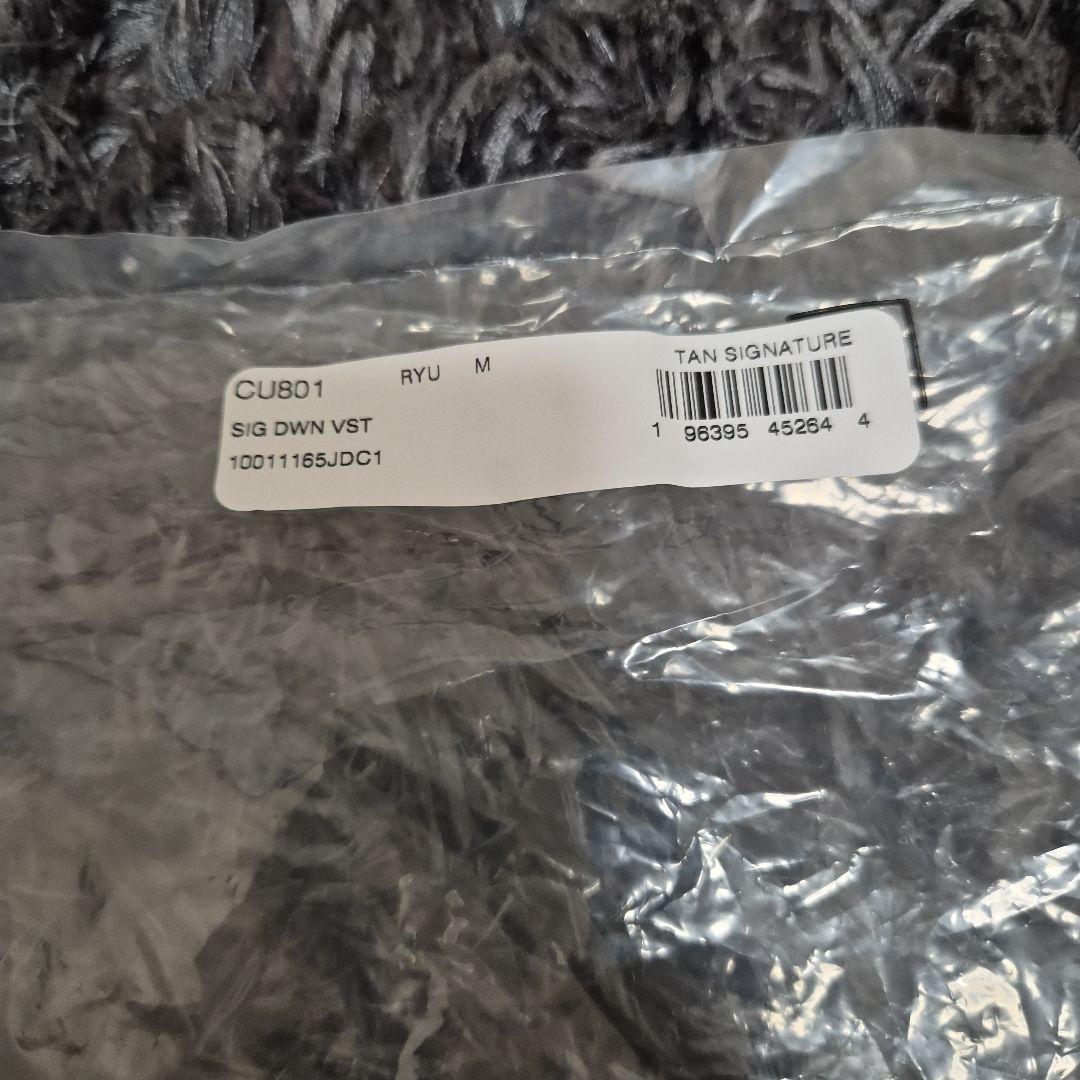 CU801 RYU M
SIG DWN VST
10011165JDC1
TAN SIGNATURE
1 96395 45264 4